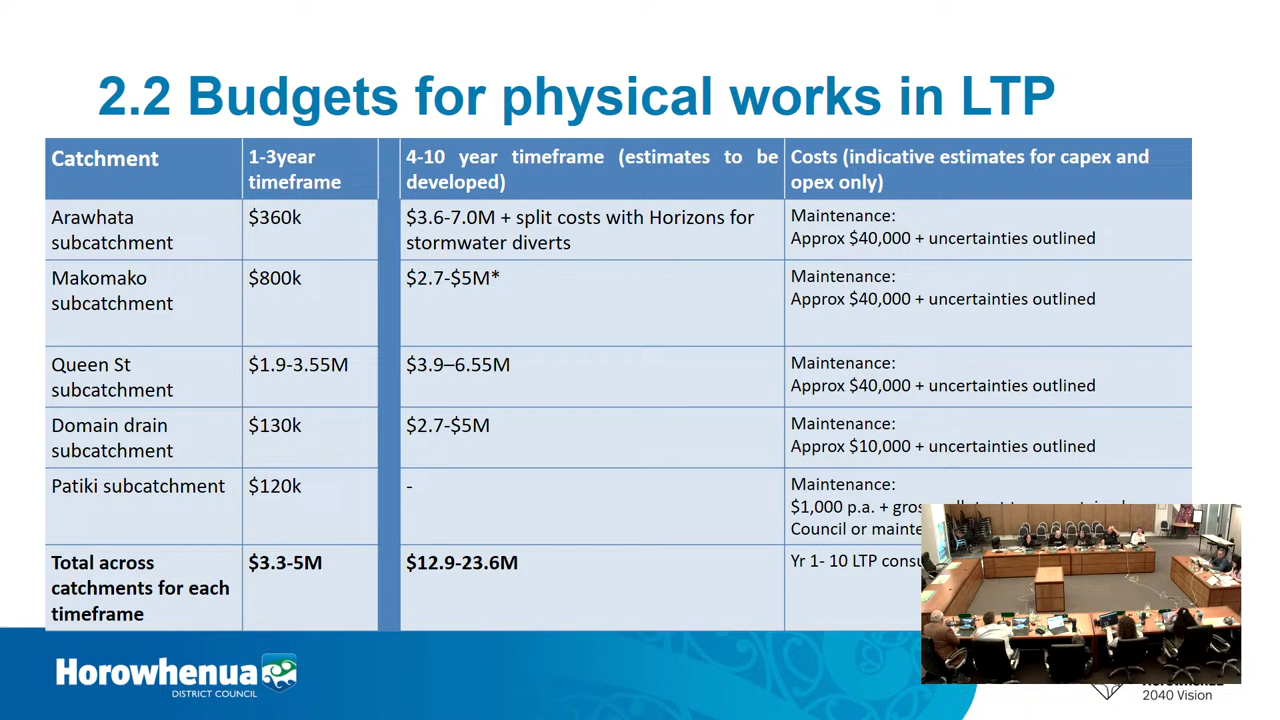 2.2 Budgets for physical works in LTP
Catchment
1-3year
timeframe
4-10 year timeframe (estimates to be
developed)
Costs (indicative estimates for capex and
opex only)
Arawhata
subcatchment
$360k
$3.6-7.0M + split costs with Horizons for
stormwater diverts
Maintenance:
Approx $40,000 + uncertainties outlined
Makomako
subcatchment
$800k
$2.7-$5M*
Maintenance:
Approx $40,000 + uncertainties outlined
Queen St
subcatchment
$1.9-3.55M
$3.9–6.55M
Maintenance:
Approx $40,000 + uncertainties outlined
Domain drain
subcatchment
$130k
$2.7-$5M
Maintenance:
Approx $10,000 + uncertainties outlined
Patiki subcatchment
$120k
-
Maintenance:
$1,000 p.a. +
Council or
Total across
catchments for each
timeframe
$3.3-5M
$12.9-23.6M
Yr 1- 10 LTP
Horowhenua
DISTRICT COUNCIL
2040 Vision